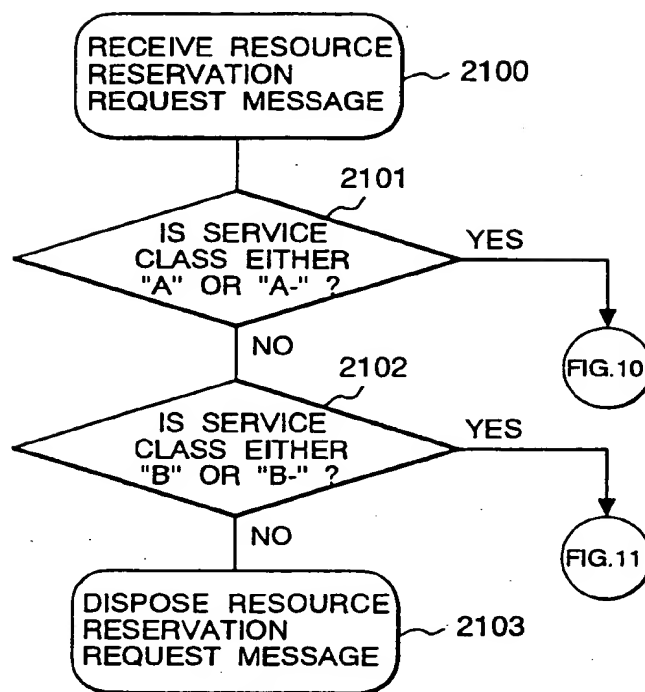 RECEIVE RESOURCE
RESERVATION
REQUEST MESSAGE
2100
2101
IS SERVICE
CLASS EITHER
"A" OR "A-" ?
YES
NO
FIG.10
2102
IS SERVICE
CLASS EITHER
"B" OR "B-" ?
YES
NO
FIG.11
DISPOSE RESOURCE
RESERVATION
REQUEST MESSAGE
2103